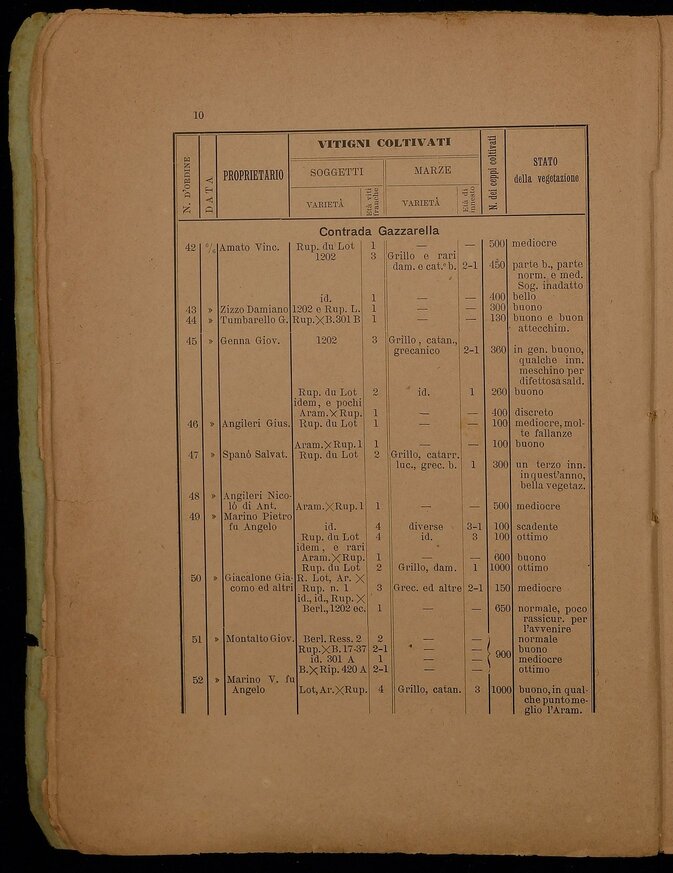 10
VITIGNI COLTIVATI
N. D'ORDINE DATA PROPRIETARIO SOGGETTI MARZE N. dei ceppi coltivati STATO della vegetazione
VARIETÀ Età viti franche VARIETÀ Età di innesto
Contrada Gazzarella
42 Amato Vinc. Rup. du Lot 1 — — 500 mediocre
1202 3 Grillo e rari
dam. e cat.e b. 2-1 450 parte b., parte
norm. e med.
Sog. inadatto
id. 1 — — 400 bello
43 » Zizzo Damiano 1202 e Rup. L. 1 — — 300 buono
44 » Tumbarello G. Rup.×B.301 B 1 — — 130 buono e buon
attecchim.
45 » Genna Giov. 1202 3 Grillo, catan.,
grecanico 2-1 360 in gen. buono,
qualche inn.
meschino per
difettosa sald.
Rup. du Lot 2 id. 1 260 buono
idem, e pochi
Aram.×Rup. 1 — — 400 discreto
46 » Angileri Gius. Rup. du Lot 1 — — 100 mediocre, mol-
te fallanze
Aram.×Rup.1 1 — — 100 buono
47 » Spanó Salvat. Rup. du Lot 2 Grillo, catarr.
luc., grec. b. 1 300 un terzo inn.
in quest'anno,
bella vegetaz.
48 » Angileri Nico-
ló di Ant. Aram.×Rup.1 1 — — 500 mediocre
49 » Marino Pietro
fu Angelo id. 4 diverse 3-1 100 scadente
Rup. du Lot 4 id. 3 100 ottimo
idem, e rari
Aram.×Rup. 1 — — 600 buono
Rup. du Lot 2 Grillo, dam. 1 1000 ottimo
50 » Giacalone Gia- R. Lot, Ar. ×
como ed altri Rup. n. 1 3 Grec. ed altre 2-1 150 mediocre
id., id., Rup. ×
Berl., 1202 ec. 1 — — 650 normale, poco
rassicur. per
l'avvenire
51 » Montalto Giov. Berl. Ress. 2 2 — — normale
Rup.×B.17-37 2-1 — — 900 buono
id. 301 A 1 — — mediocre
B.×Rip. 420 A 2-1 — — ottimo
52 » Marino V. fu
Angelo Lot, Ar.×Rup. 4 Grillo, catan. 3 1000 buono, in qual-
che punto me-
glio l'Aram.